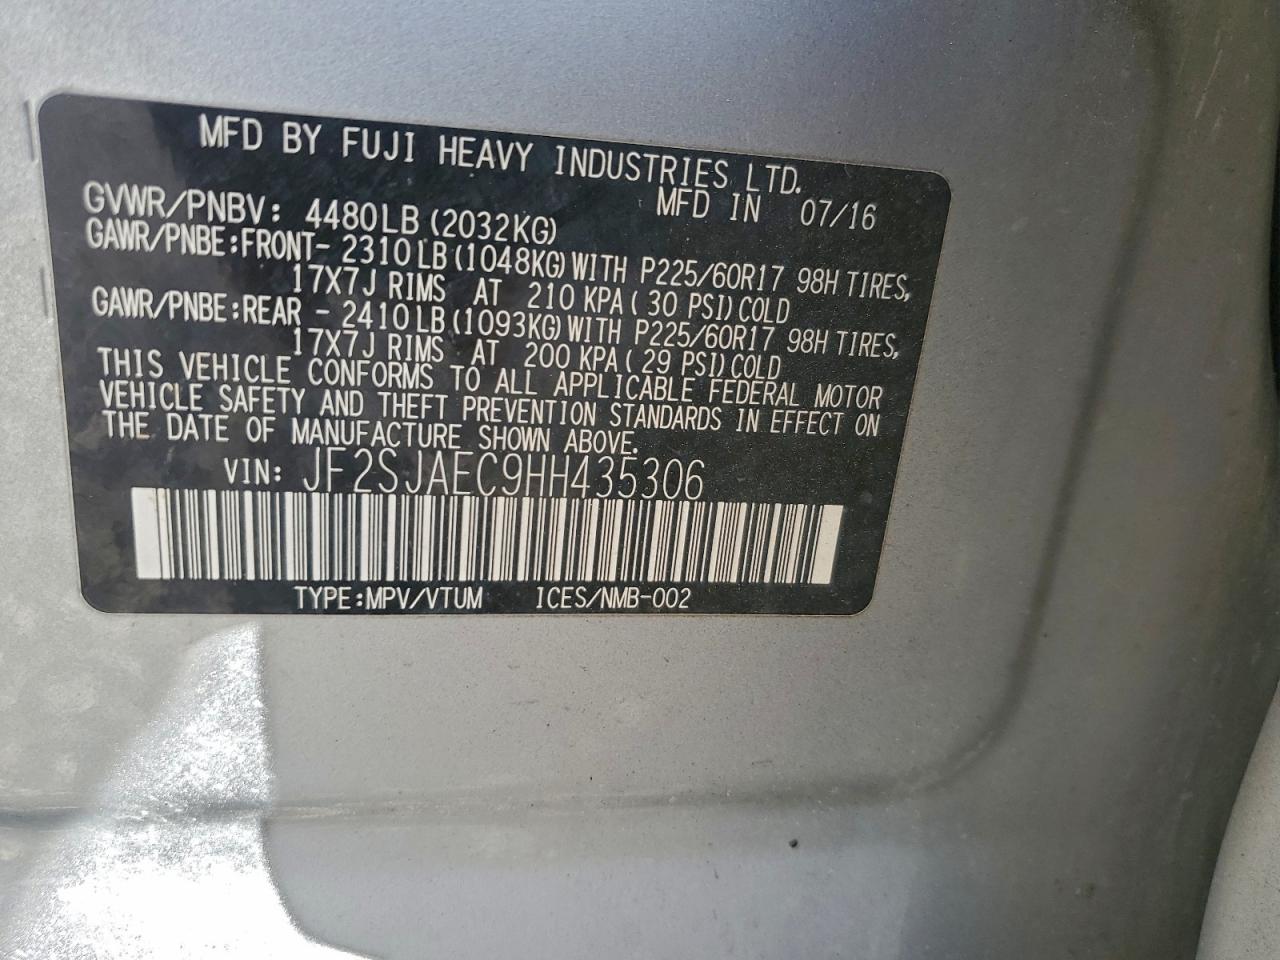 MFD BY FUJI HEAVY INDUSTRIES LTD.
MFD IN 07/16
GVWR/PNBV: 4480LB(2032KG)
GAWR/PNBE:FRONT- 2310LB(1048KG)WITH P225/60R17 98H TIRES,
17X7J RIMS AT 210 KPA( 30 PSI)COLD
GAWR/PNBE:REAR - 2410LB(1093KG)WITH P225/60R17 98H TIRES,
17X7J RIMS AT 200 KPA( 29 PSI)COLD
THIS VEHICLE CONFORMS TO ALL APPLICABLE FEDERAL MOTOR
VEHICLE SAFETY AND THEFT PREVENTION STANDARDS IN EFFECT ON
THE DATE OF MANUFACTURE SHOWN ABOVE.
VIN: JF2SJAEC9HH435306
TYPE:MPV/VTUM ICES/NMB-002